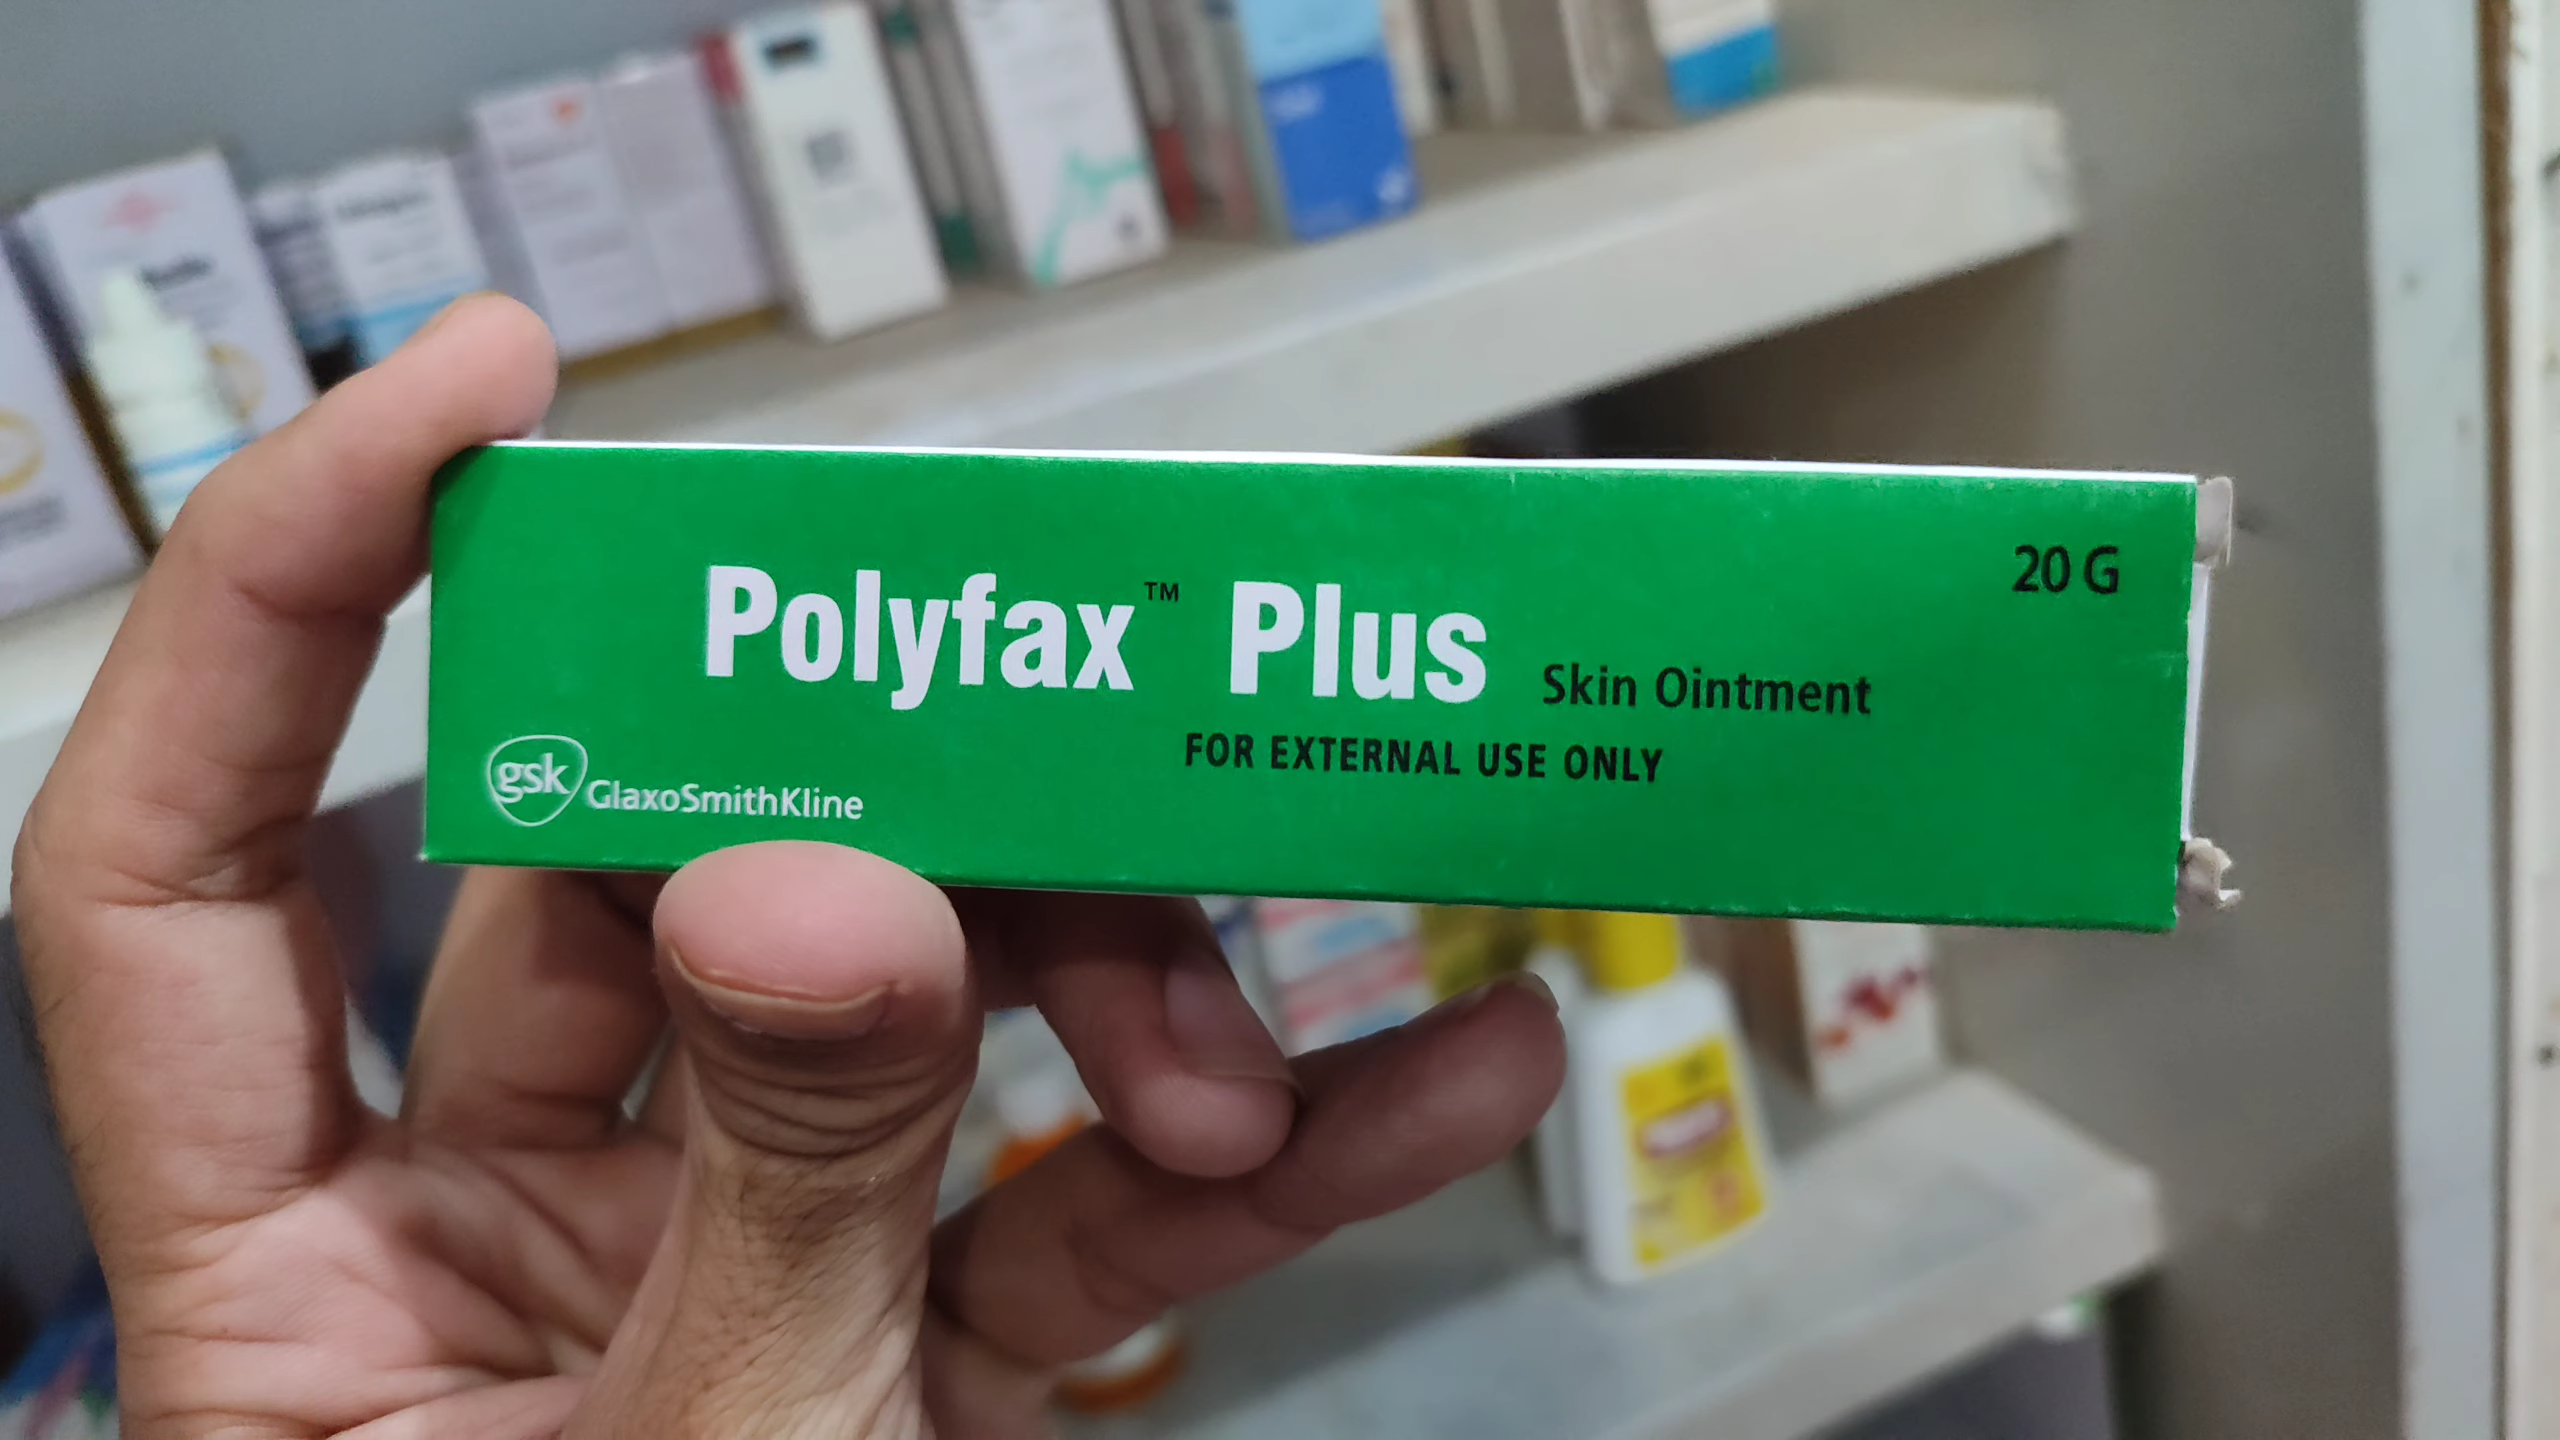 20 G
Polyfax™ Plus Skin Ointment
FOR EXTERNAL USE ONLY
gsk GlaxoSmithKline